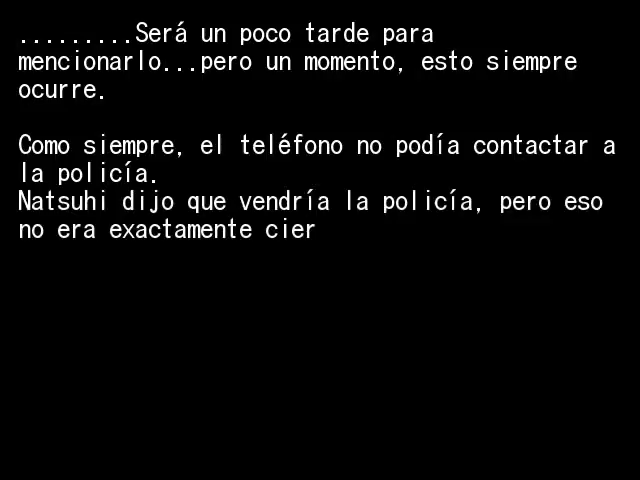 .........Será un poco tarde para
mencionarlo...pero un momento, esto siempre
ocurre.
Como siempre, el teléfono no podía contactar a
la policía.
Natsuhi dijo que vendría la policía, pero eso
no era exactamente cier